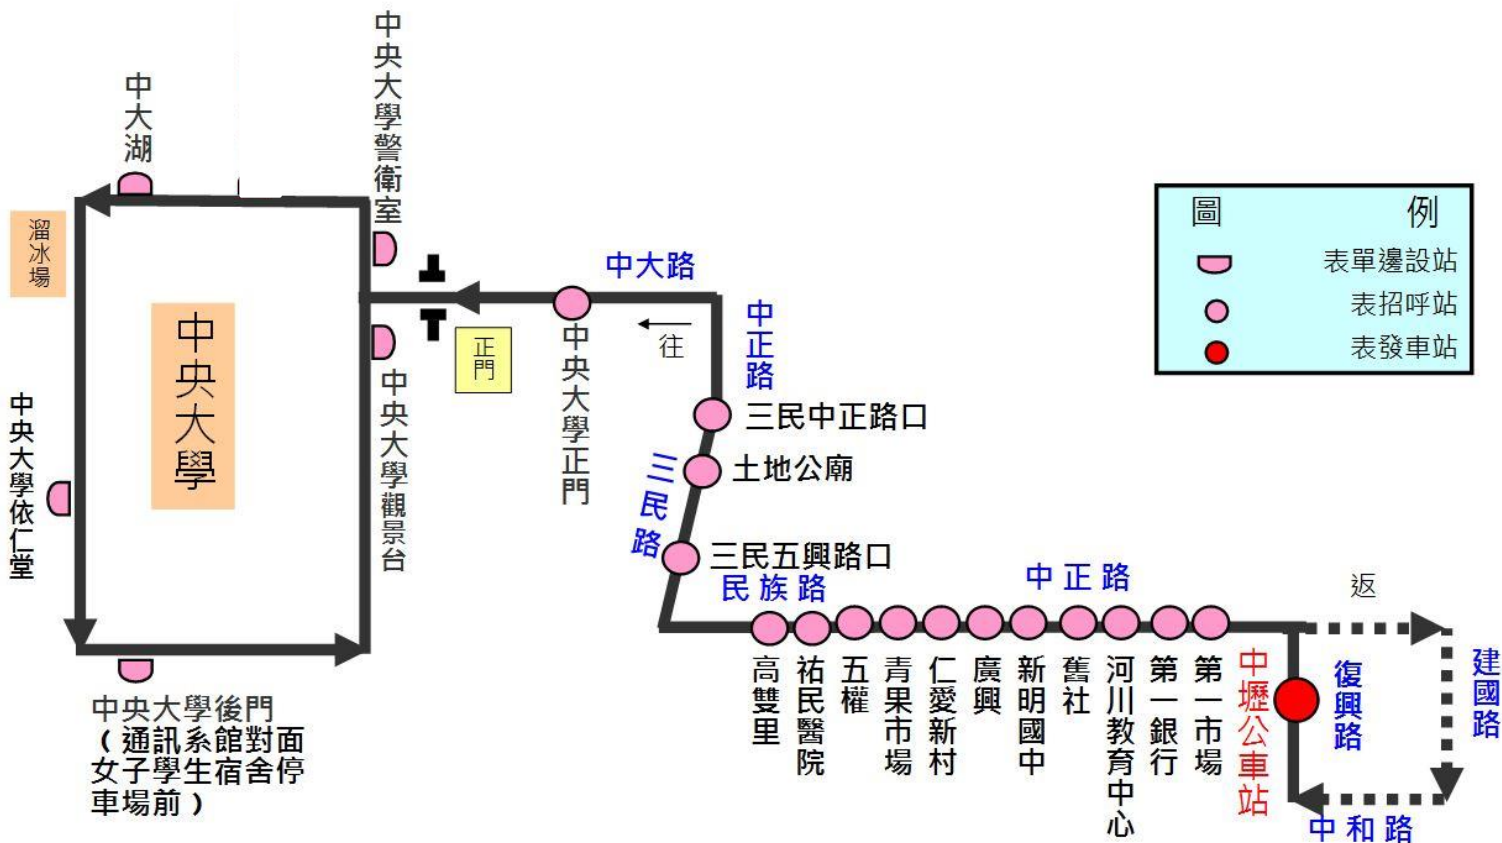 中央大學警衛室
中大湖
溜冰場
中央大學
中央大學依仁堂
中央大學後門
（通訊系館對面
女子學生宿舍停
車場前）
中央大學觀景台
正門
中大路
往
中央大學正門
中正路
三民中正路口
土地公廟
三民路
三民五興路口
民族路
中正路
高雙里
祐民醫院
五權
青果市場
仁愛新村
廣興
新明國中
舊社
河川教育中心
第一銀行
第一市場
中壢公車站
復興路
返
建國路
中和路
圖例
表單邊設站
表招呼站
表發車站